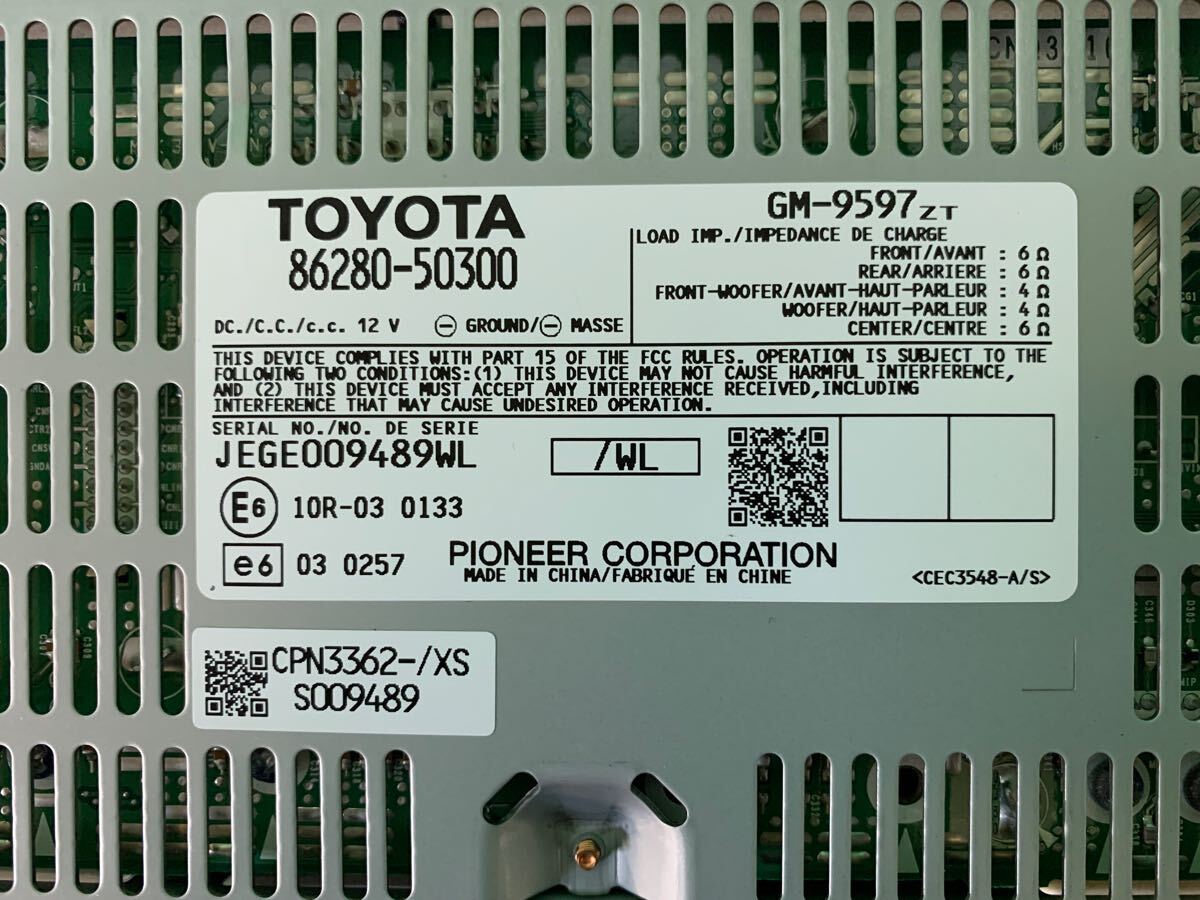 TOYOTA
86280-50300
DC./C.C./c.c. 12 V ⊖ GROUND/⊖ MASSE
GM-9597ZT
LOAD IMP./IMPEDANCE DE CHARGE
FRONT/AVANT : 6 Ω
REAR/ARRIERE : 6 Ω
FRONT-WOOFER/AVANT-HAUT-PARLEUR : 4 Ω
WOOFER/HAUT-PARLEUR : 4 Ω
CENTER/CENTRE : 6 Ω
THIS DEVICE COMPLIES WITH PART 15 OF THE FCC RULES. OPERATION IS SUBJECT TO THE
FOLLOWING TWO CONDITIONS:(1) THIS DEVICE MAY NOT CAUSE HARMFUL INTERFERENCE,
AND (2) THIS DEVICE MUST ACCEPT ANY INTERFERENCE RECEIVED,INCLUDING
INTERFERENCE THAT MAY CAUSE UNDESIRED OPERATION.
SERIAL NO./NO. DE SERIE
JEGE009489WL
/WL
E6 10R-03 0133
e6 03 0257
PIONEER CORPORATION
MADE IN CHINA/FABRIQUÉ EN CHINE
<CEC3548-A/S>
CPN3362-/XS
S009489